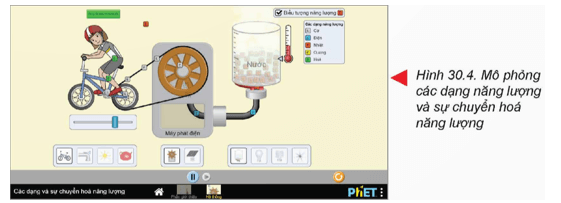 Biểu tượng năng lượng
Các dạng năng lượng
Cơ
Điện
Nhiệt
Quang
Hoá
Nước
Máy phát điện
Các dạng và sự chuyển hoá năng lượng
Hệ thống
PhET
Hình 30.4. Mô phỏng
các dạng năng lượng
và sự chuyển hoá
năng lượng